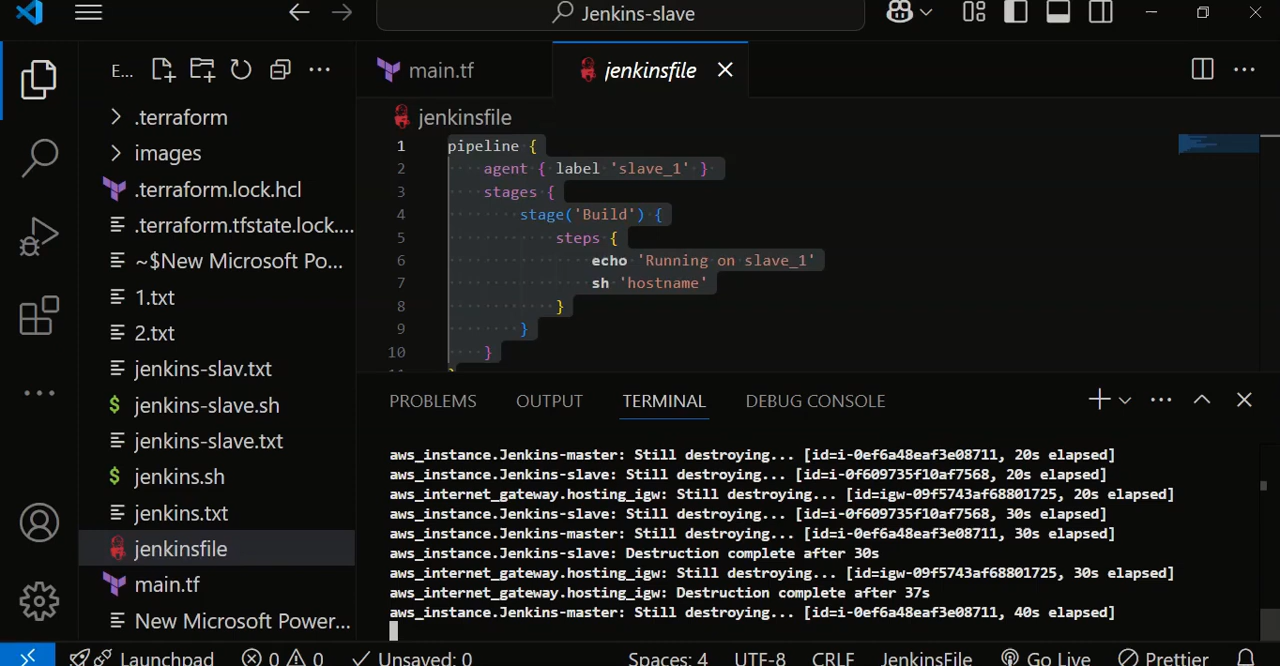 Jenkins-slave
E...
main.tf
jenkinsfile
.terraform
images
.terraform.lock.hcl
.terraform.tfstate.lock....
~$New Microsoft Po...
1.txt
2.txt
jenkins-slav.txt
jenkins-slave.sh
jenkins-slave.txt
jenkins.sh
jenkins.txt
jenkinsfile
main.tf
New Microsoft Power...
jenkinsfile
1 pipeline {
2 agent { label 'slave_1' }
3 stages {
4 stage('Build') {
5 steps {
6 echo 'Running on slave_1'
7 sh 'hostname'
8 }
9 }
10 }
PROBLEMS OUTPUT TERMINAL DEBUG CONSOLE
aws_instance.Jenkins-master: Still destroying... [id=i-0ef6a48eaf3e08711, 20s elapsed]
aws_instance.Jenkins-slave: Still destroying... [id=i-0f609735f10af7568, 20s elapsed]
aws_internet_gateway.hosting_igw: Still destroying... [id=igw-09f5743af68801725, 20s elapsed]
aws_instance.Jenkins-slave: Still destroying... [id=i-0f609735f10af7568, 30s elapsed]
aws_instance.Jenkins-master: Still destroying... [id=i-0ef6a48eaf3e08711, 30s elapsed]
aws_instance.Jenkins-slave: Destruction complete after 30s
aws_internet_gateway.hosting_igw: Still destroying... [id=igw-09f5743af68801725, 30s elapsed]
aws_internet_gateway.hosting_igw: Destruction complete after 37s
aws_instance.Jenkins-master: Still destroying... [id=i-0ef6a48eaf3e08711, 40s elapsed]
Launchpad 0 0 Unsaved: 0 Spaces: 4 UTF-8 CRLF JenkinsFile Go Live Prettier